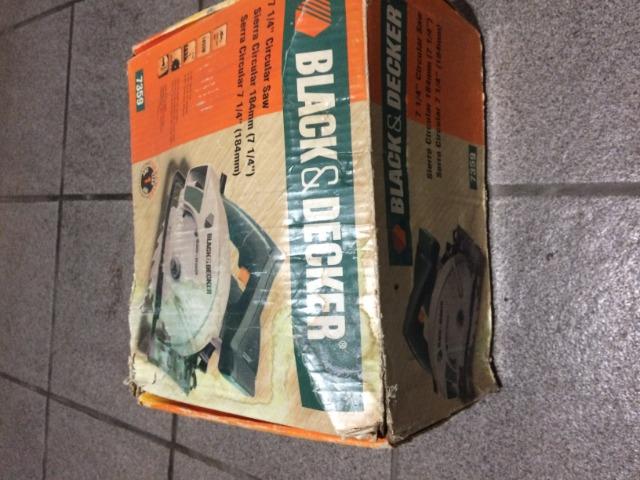 BLACK & DECKER®
7 1/4" Circular Saw
Sierra Circular 184mm (7 1/4")
Serra Circular 7 1/4" (184mm)
7359
BLACK & DECKER
BLACK & DECKER
7 1/4" Circular Saw
Sierra Circular 184mm (7 1/4")
Serra Circular 7 1/4" (184mm)
7359